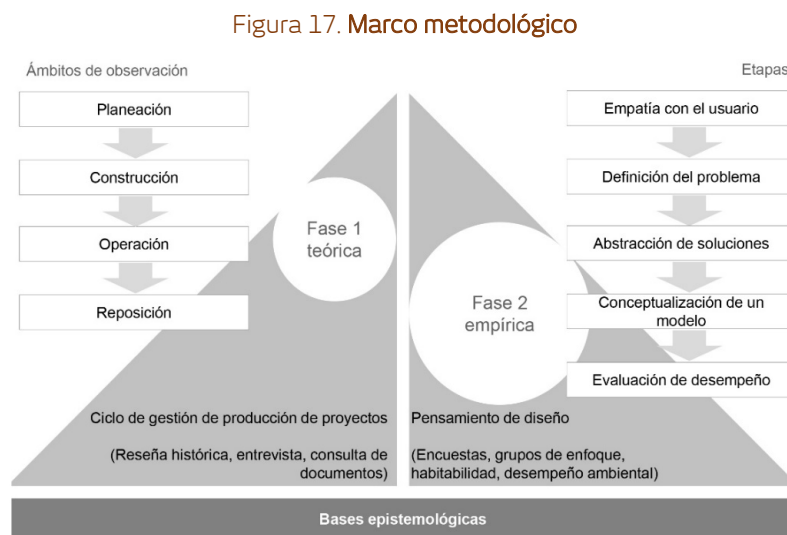 Figura 17. Marco metodológico
Ámbitos de observación
Planeación
Construcción
Operación
Reposición
Fase 1
teórica
Ciclo de gestión de producción de proyectos
(Reseña histórica, entrevista, consulta de
documentos)
Etapas
Empatía con el usuario
Definición del problema
Abstracción de soluciones
Conceptualización de un
modelo
Evaluación de desempeño
Fase 2
empírica
Pensamiento de diseño
(Encuestas, grupos de enfoque,
habitabilidad, desempeño ambiental)
Bases epistemológicas